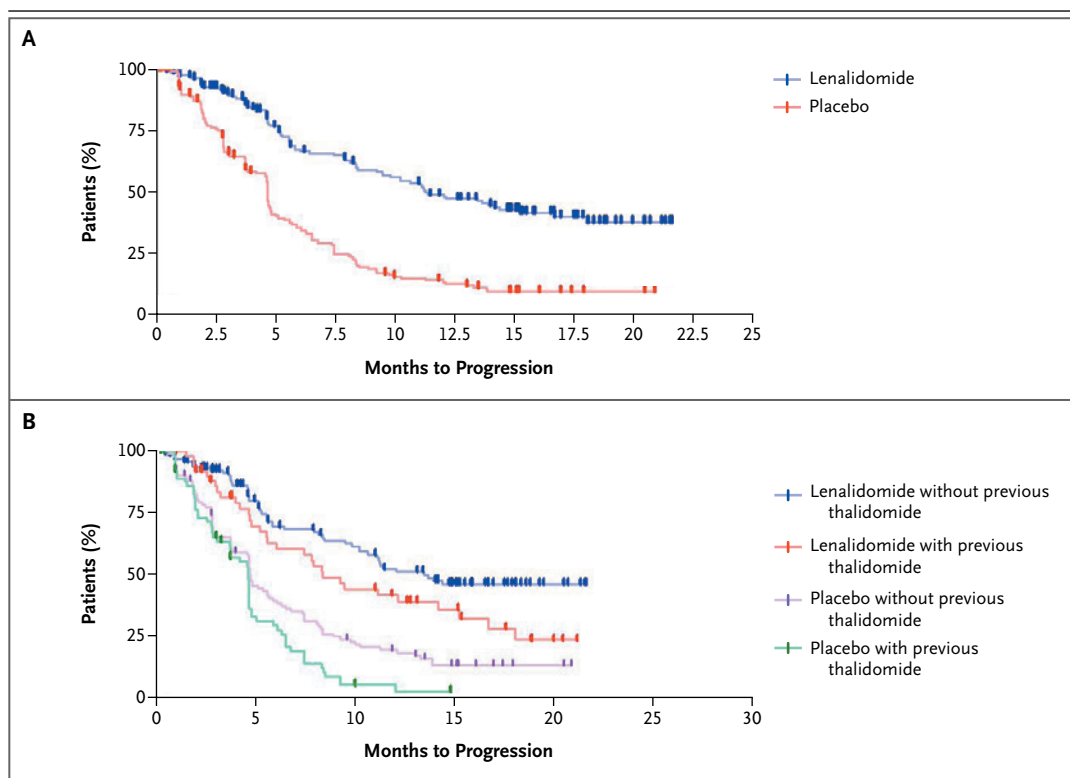 A
100
75
50
25
0
Patients (%)
0 2.5 5 7.5 10 12.5 15 17.5 20 22.5 25
Months to Progression
Lenalidomide
Placebo
B
100
75
50
25
0
Patients (%)
0 5 10 15 20 25 30
Months to Progression
Lenalidomide without previous
thalidomide
Lenalidomide with previous
thalidomide
Placebo without previous
thalidomide
Placebo with previous
thalidomide